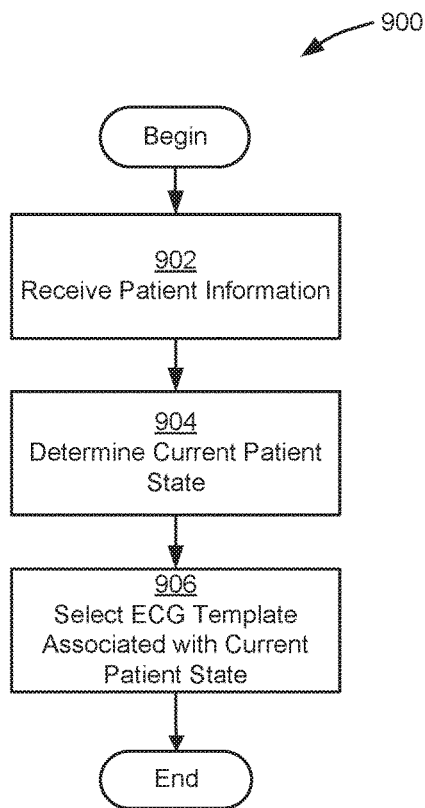 900
Begin
902
Receive Patient Information
904
Determine Current Patient
State
906
Select ECG Template
Associated with Current
Patient State
End